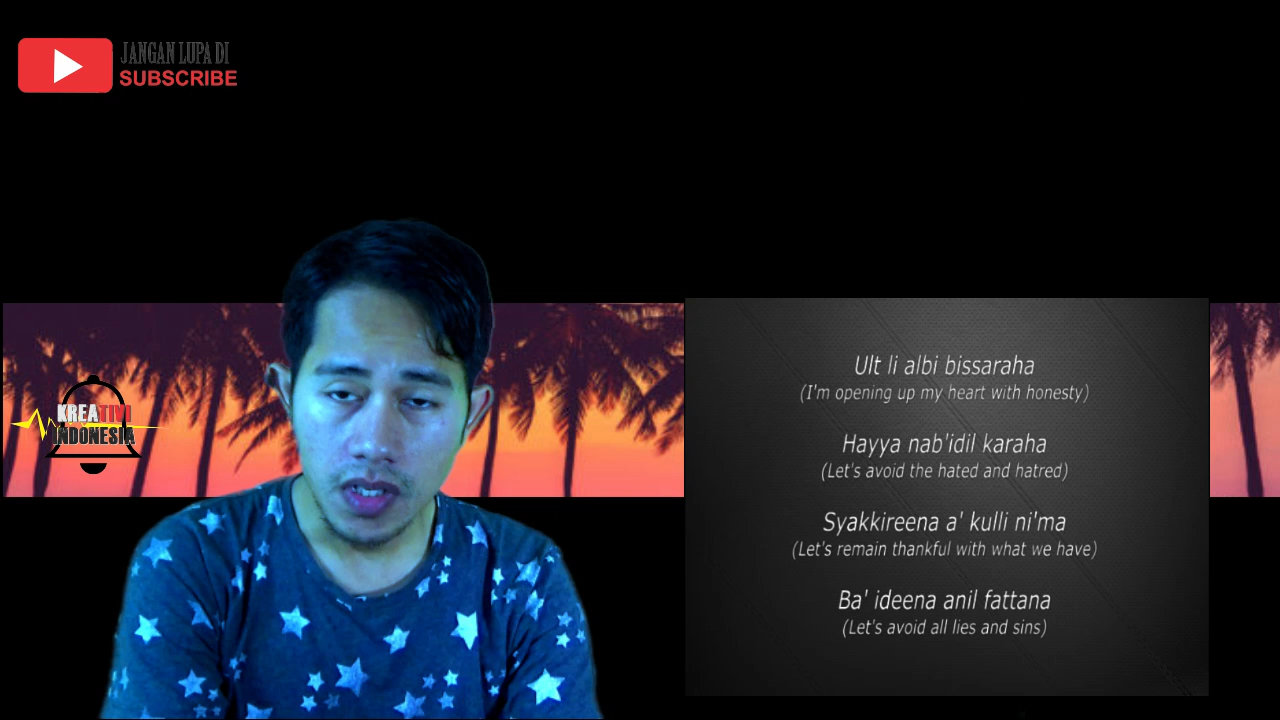 JANGAN LUPA DI
SUBSCRIBE
KREATIVI
INDONESIA
Ult li albi bissaraha
(I'm opening up my heart with honesty)
Hayya nab'idil karaha
(Let's avoid the hated and hatred)
Syakkireena a' kulli ni'ma
(Let's remain thankful with what we have)
Ba' ideena anil fattana
(Let's avoid all lies and sins)